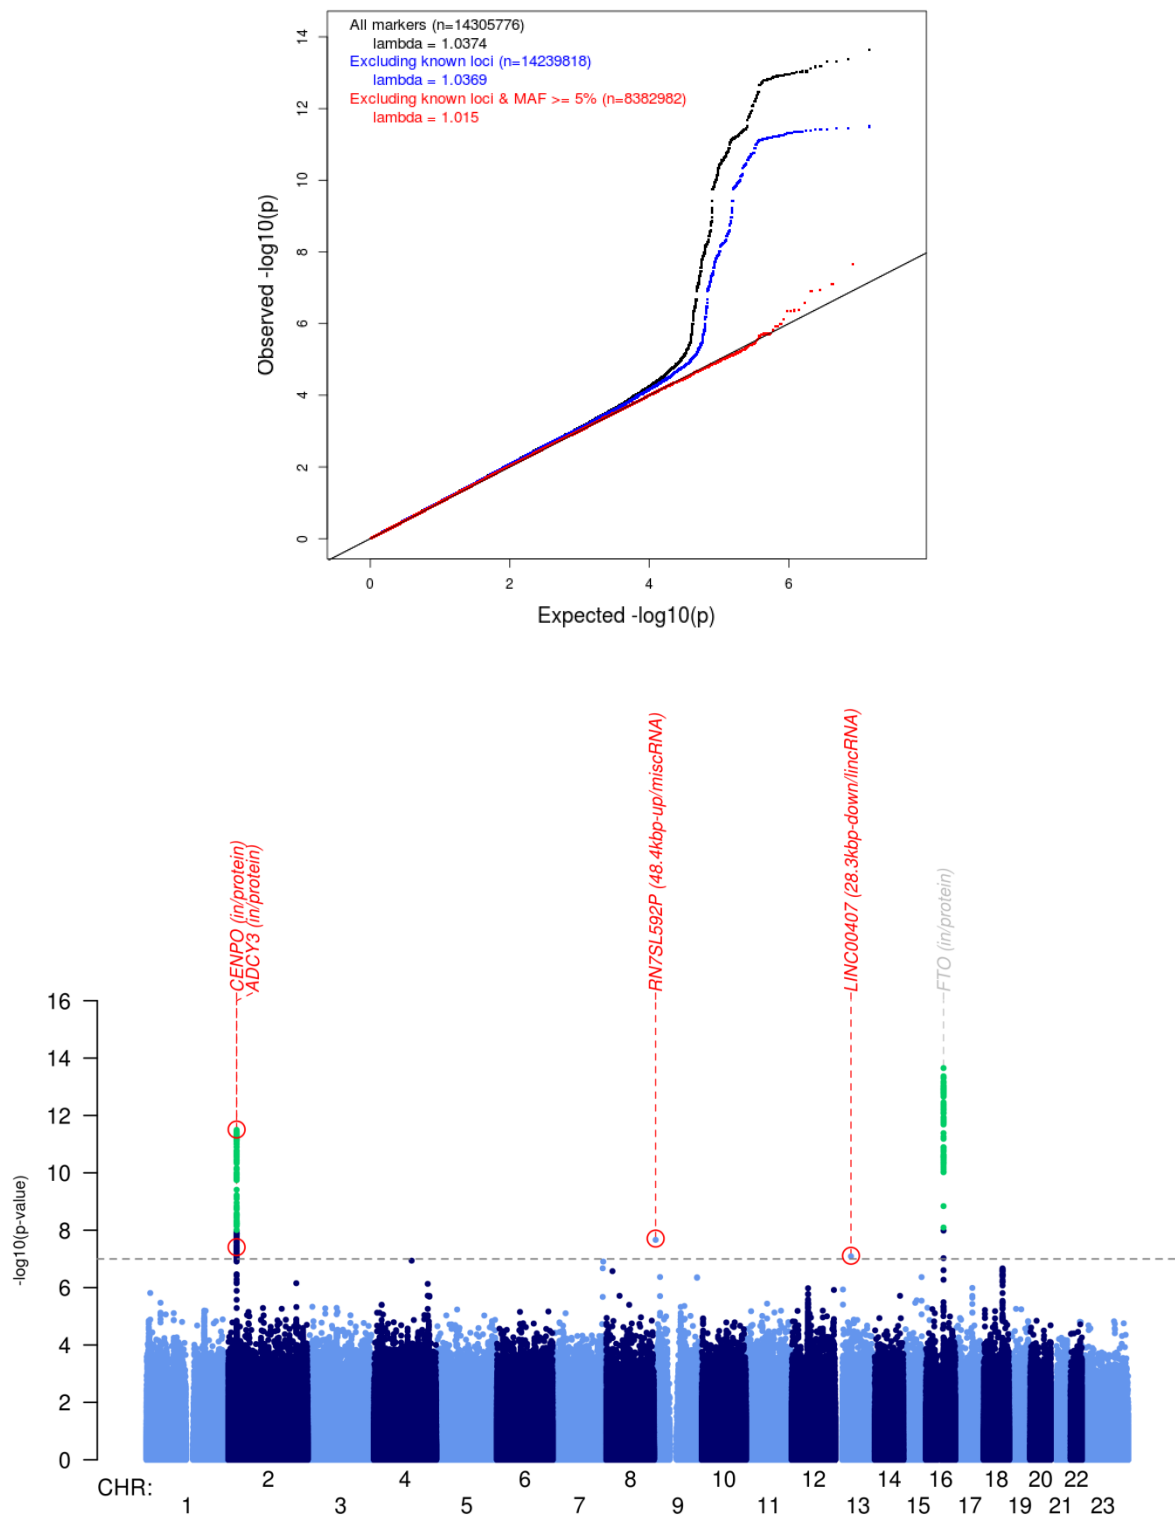 All markers (n=14305776)
lambda = 1.0374
Excluding known loci (n=14239818)
lambda = 1.0369
Excluding known loci & MAF >= 5% (n=8382982)
lambda = 1.015
Observed -log10(p)
14
12
10
8
6
4
2
0
0 2 4 6
Expected -log10(p)
CENPO (in/protein)
ADCY3 (in/protein)
RN7SL592P (48.4kbp-up/miscRNA)
LINC00407 (28.3kbp-down/lincRNA)
FTO (in/protein)
-log10(p-value)
16
14
12
10
8
6
4
2
0
CHR:
2 4 6 8 10 12 14 16 18 20 22
1 3 5 7 9 11 13 15 17 19 21 23